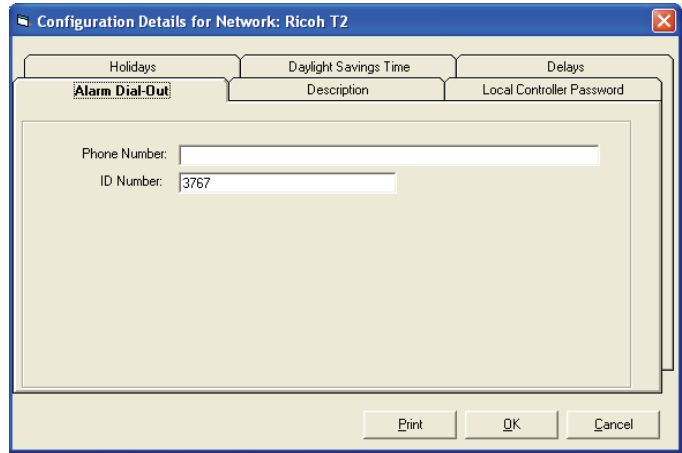 Configuration Details for Network: Ricoh T2
Holidays Daylight Savings Time Delays
Alarm Dial-Out Description Local Controller Password
Phone Number:
ID Number: 3767
Print OK Cancel